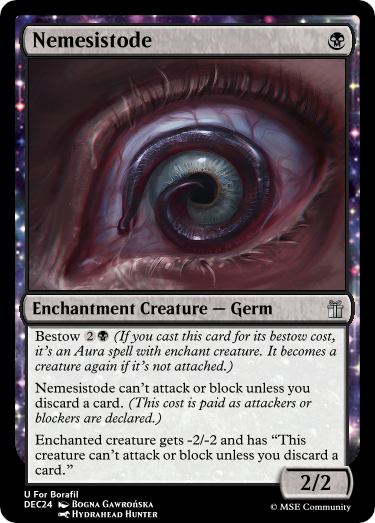 Nemesistode
Enchantment Creature — Germ
Bestow 2 (If you cast this card for its bestow cost,
it's an Aura spell with enchant creature. It becomes a
creature again if it's not attached.)
Nemesistode can't attack or block unless you
discard a card. (This cost is paid as attackers or
blockers are declared.)
Enchanted creature gets -2/-2 and has “This
creature can't attack or block unless you discard a
card.”
2/2
U For Borafil
DEC24 Bogna Gawrońska © MSE Community
Hydrahead Hunter